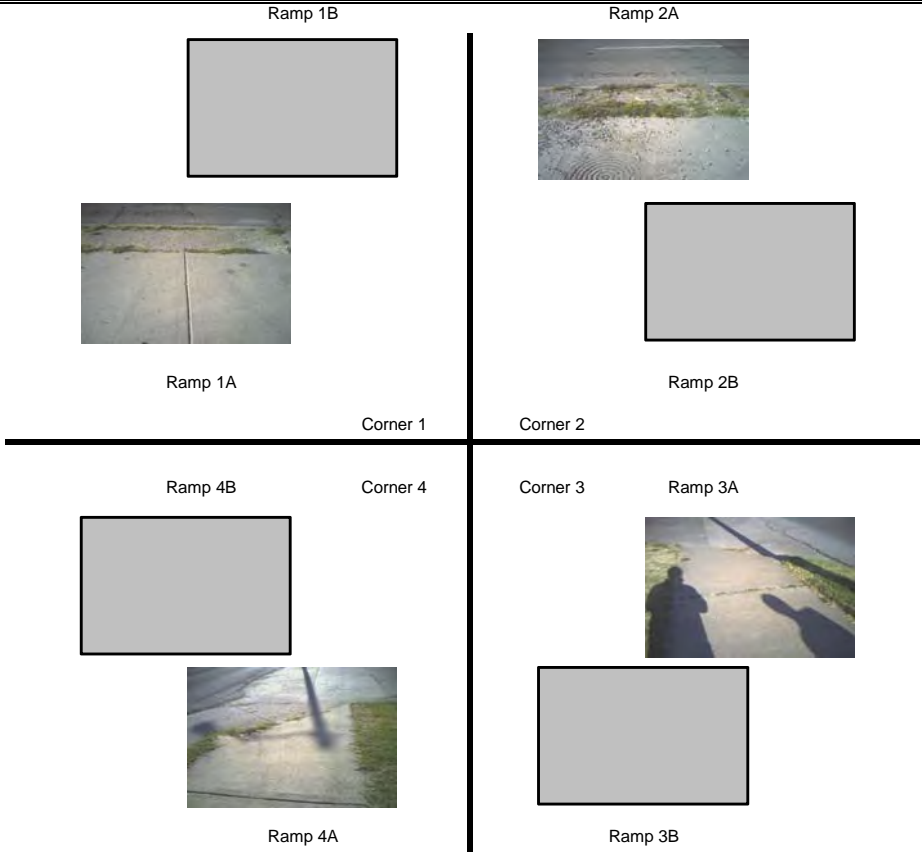 Ramp 1B Ramp 2A
Ramp 1A Ramp 2B
Corner 1 Corner 2
Ramp 4B Corner 4 Corner 3 Ramp 3A
Ramp 4A Ramp 3B